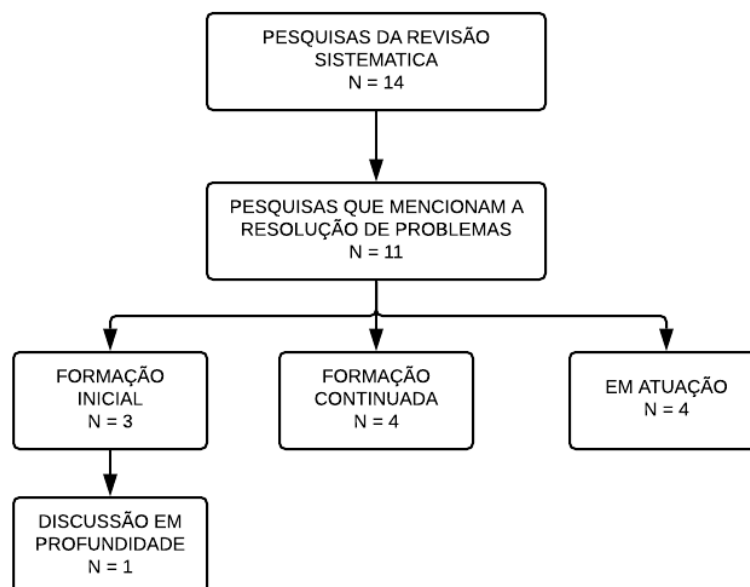 PESQUISAS DA REVISÃO
SISTEMATICA
N = 14
PESQUISAS QUE MENCIONAM A
RESOLUÇÃO DE PROBLEMAS
N = 11
FORMAÇÃO
INICIAL
N = 3
FORMAÇÃO
CONTINUADA
N = 4
EM ATUAÇÃO
N = 4
DISCUSSÃO EM
PROFUNDIDADE
N = 1